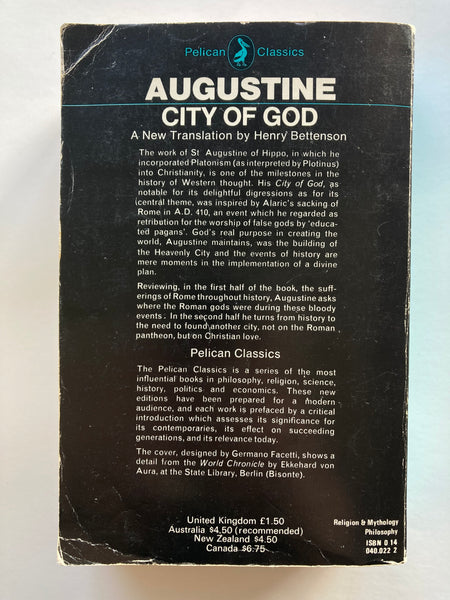 Pelican Classics
AUGUSTINE
CITY OF GOD
A New Translation by Henry Bettenson
The work of St Augustine of Hippo, in which he
incorporated Platonism (as interpreted by Plotinus)
into Christianity, is one of the milestones in the
history of Western thought. His City of God, as
notable for its delightful digressions as for its
central theme, was inspired by Alaric's sacking of
Rome in A.D. 410, an event which he regarded as
retribution for the worship of false gods by 'educa-
ted pagans'. God's real purpose in creating the
world, Augustine maintains, was the building of
the Heavenly City and the events of history are
mere moments in the implementation of a divine
plan.
Reviewing, in the first half of the book, the suff-
erings of Rome throughout history, Augustine asks
where the Roman gods were during these bloody
events. In the second half he turns from history to
the need to found another city, not on the Roman
pantheon, but on Christian love.
Pelican Classics
The Pelican Classics is a series of the most
influential books in philosophy, religion, science,
history, politics and economics. These new
editions have been prepared for a modern
audience, and each work is prefaced by a critical
introduction which assesses its significance for
its contemporaries, its effect on succeeding
generations, and its relevance today.
The cover, designed by Germano Facetti, shows a
detail from the World Chronicle by Ekkehard von
Aura, at the State Library, Berlin (Bisonte).
United Kingdom £1.50
Australia $4.50 (recommended)
New Zealand $4.50
Canada $6.75
Religion & Mythology
Philosophy
ISBN 0 14
040.022 2